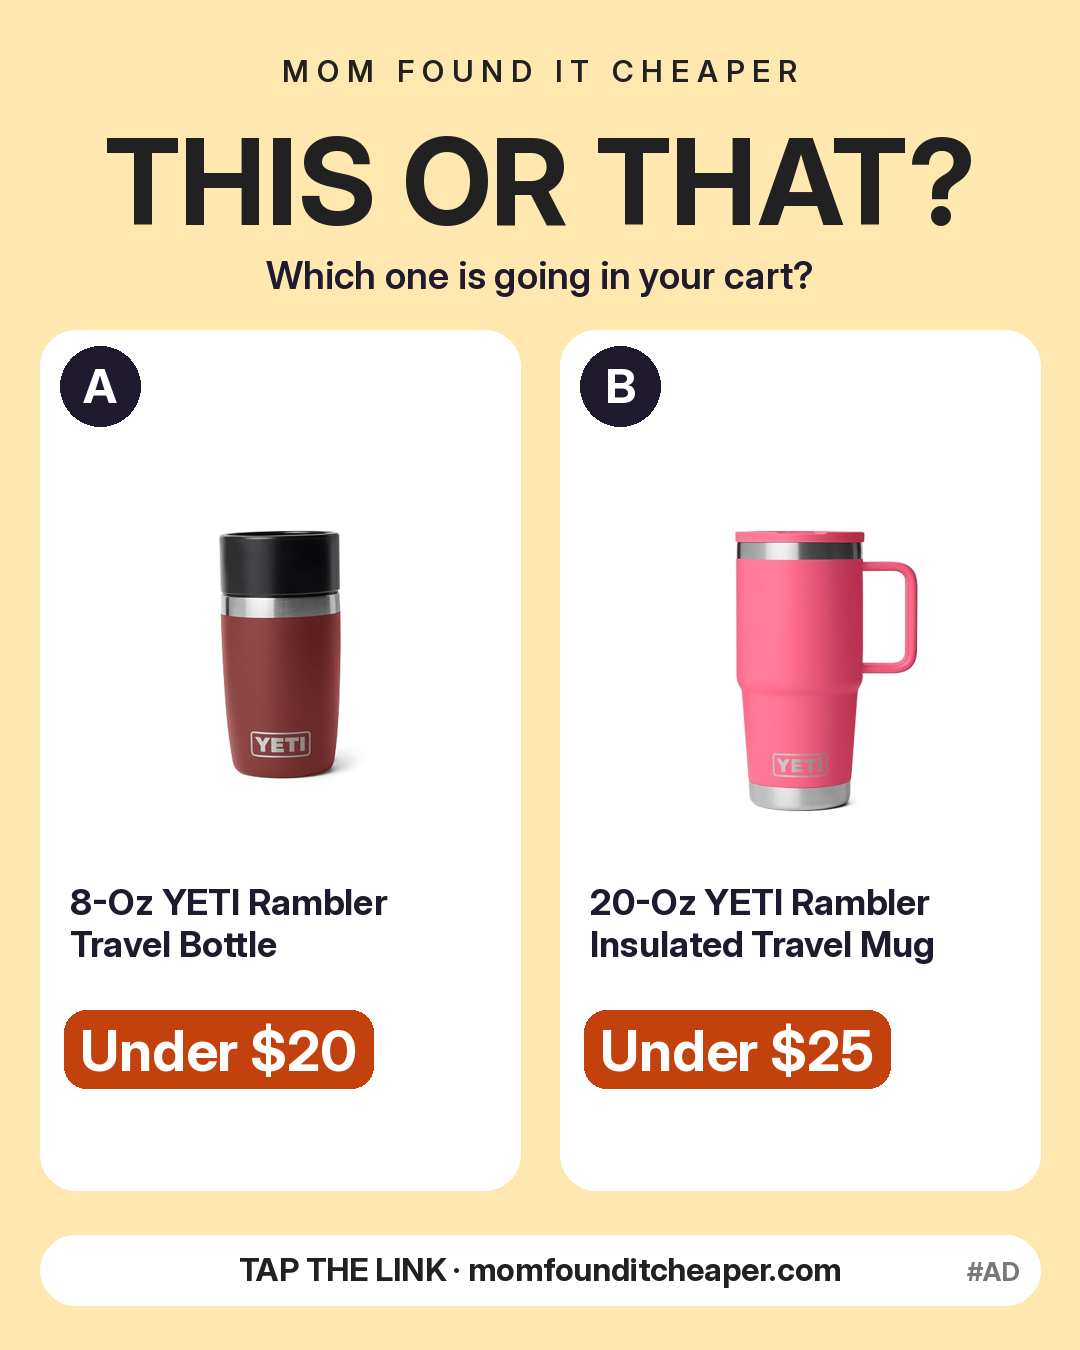 MOM FOUND IT CHEAPER
THIS OR THAT?
Which one is going in your cart?
A
YETI
8-Oz YETI Rambler
Travel Bottle
Under $20
B
YETI
20-Oz YETI Rambler
Insulated Travel Mug
Under $25
TAP THE LINK · momfounditcheaper.com
#AD